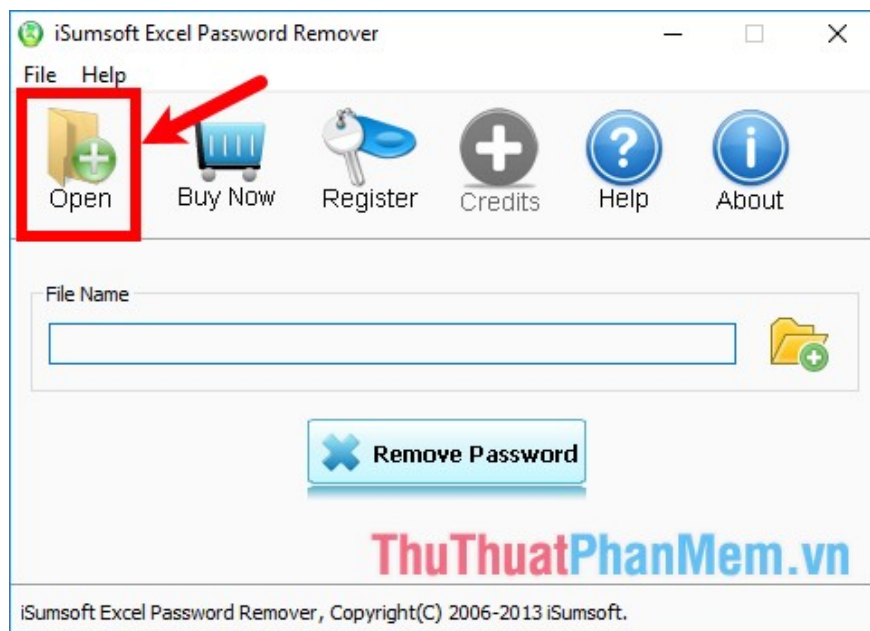 iSumsoft Excel Password Remover
File Help
Open Buy Now Register Credits Help About
File Name
Remove Password
ThuThuatPhanMem.vn
iSumsoft Excel Password Remover, Copyright(C) 2006-2013 iSumsoft.